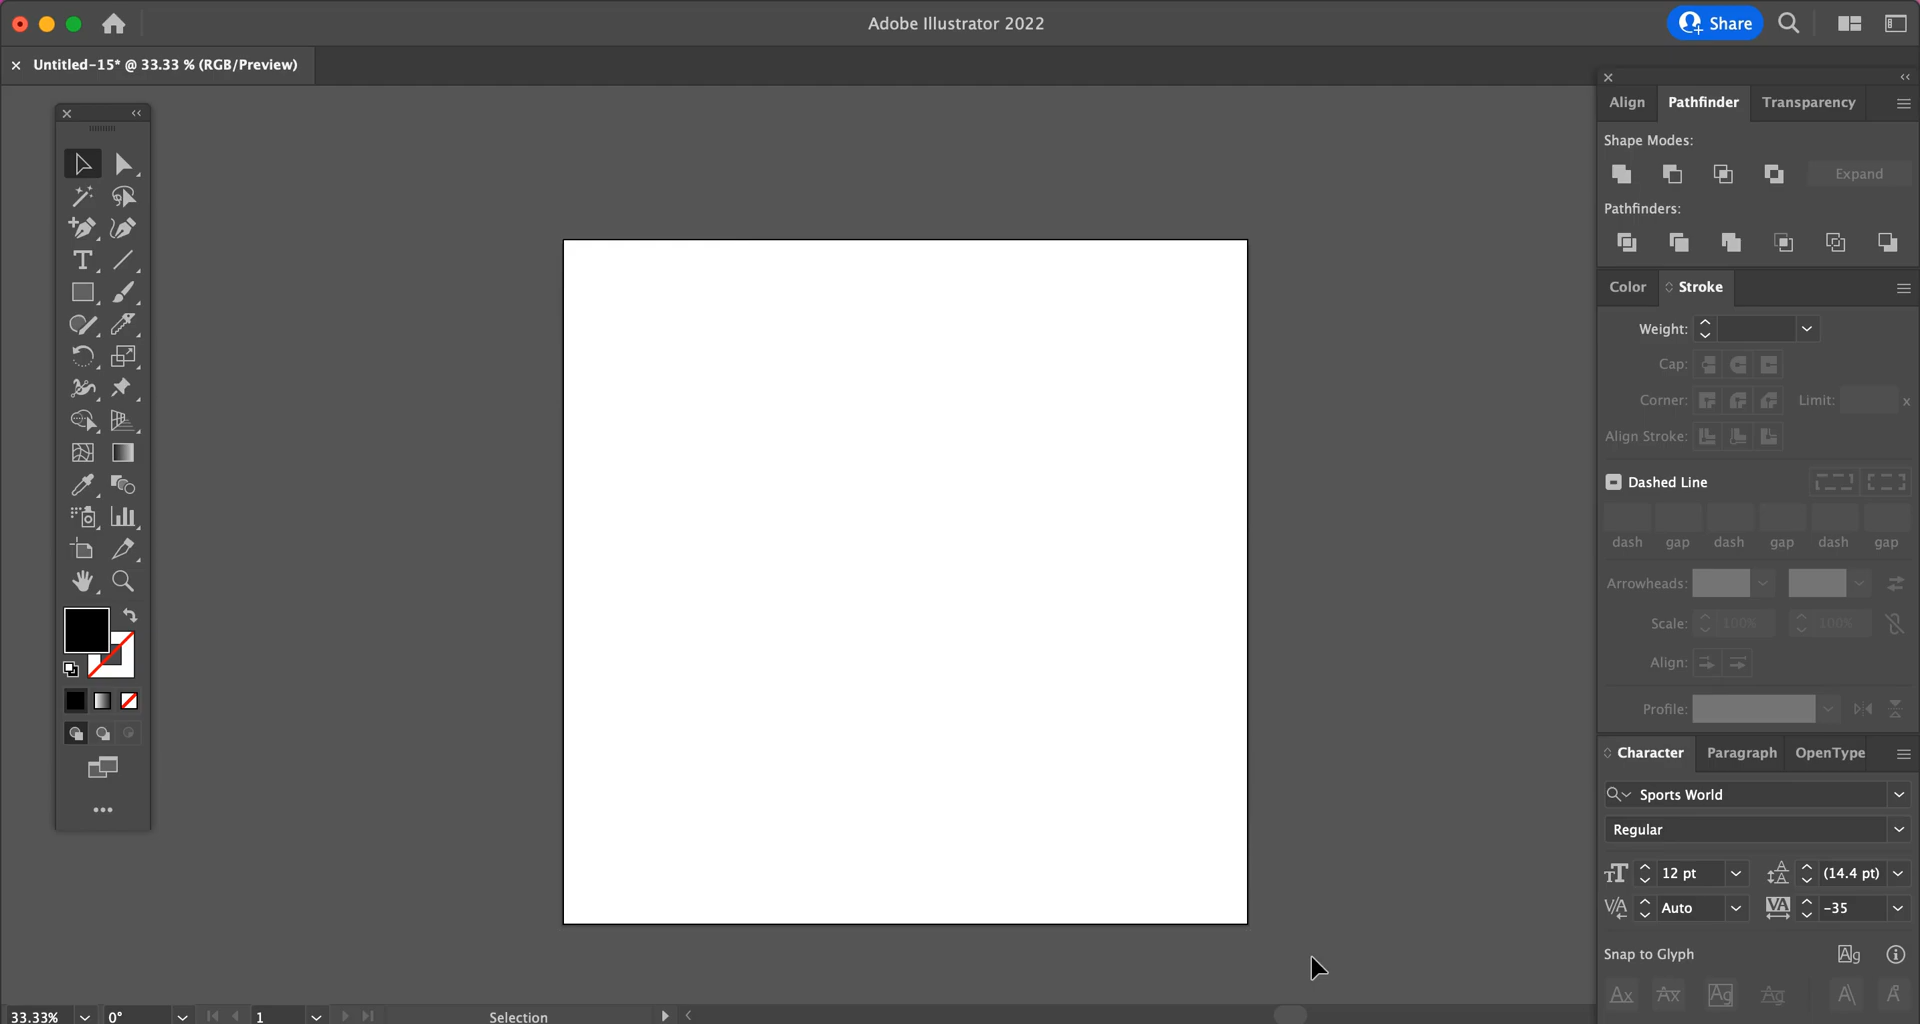 Adobe Illustrator 2022
Share
Untitled-15* @ 33.33 % (RGB/Preview)
Align Pathfinder Transparency
Shape Modes:
Expand
Pathfinders:
Color Stroke
Weight:
Cap:
Corner: Limit: x
Align Stroke:
Dashed Line
dash gap dash gap dash gap
Arrowheads:
Scale: 100% 100%
Align:
Profile:
Character Paragraph OpenType
Sports World
Regular
12 pt (14.4 pt)
Auto -35
Snap to Glyph
33.33% 0° 1 Selection